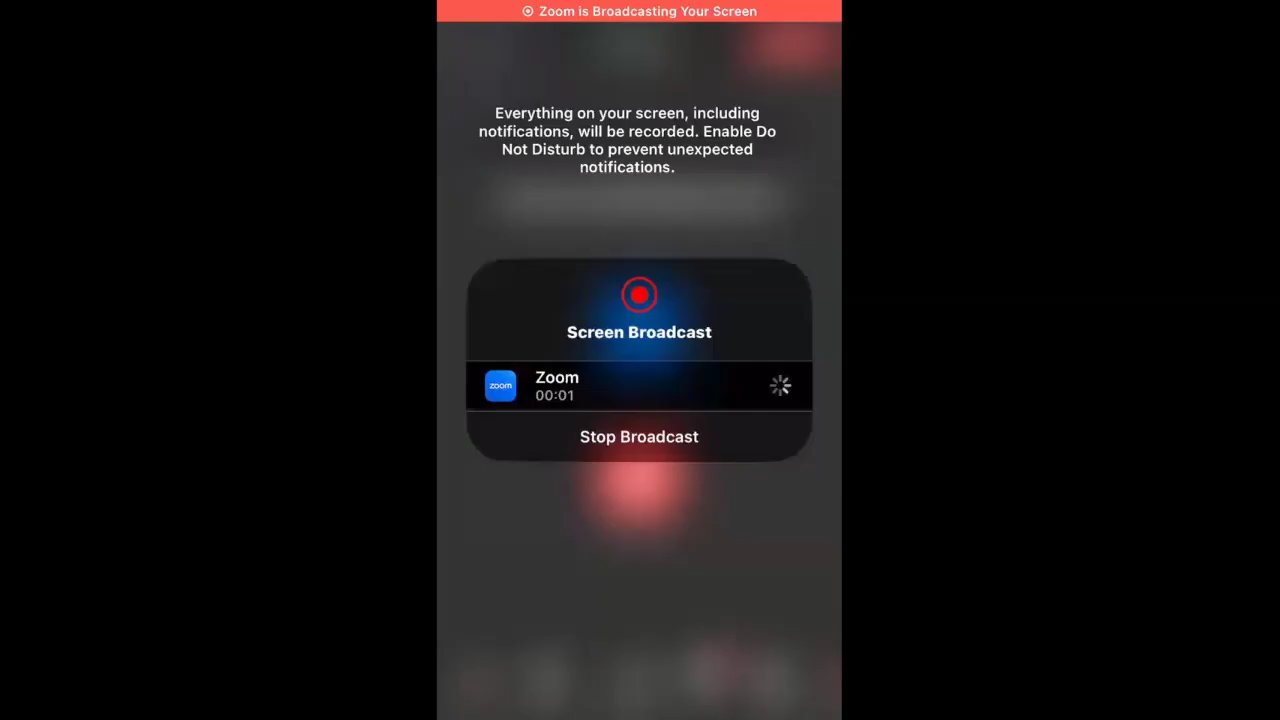 Zoom is Broadcasting Your Screen
Everything on your screen, including
notifications, will be recorded. Enable Do
Not Disturb to prevent unexpected
notifications.
Screen Broadcast
zoom
Zoom
00:01
Stop Broadcast